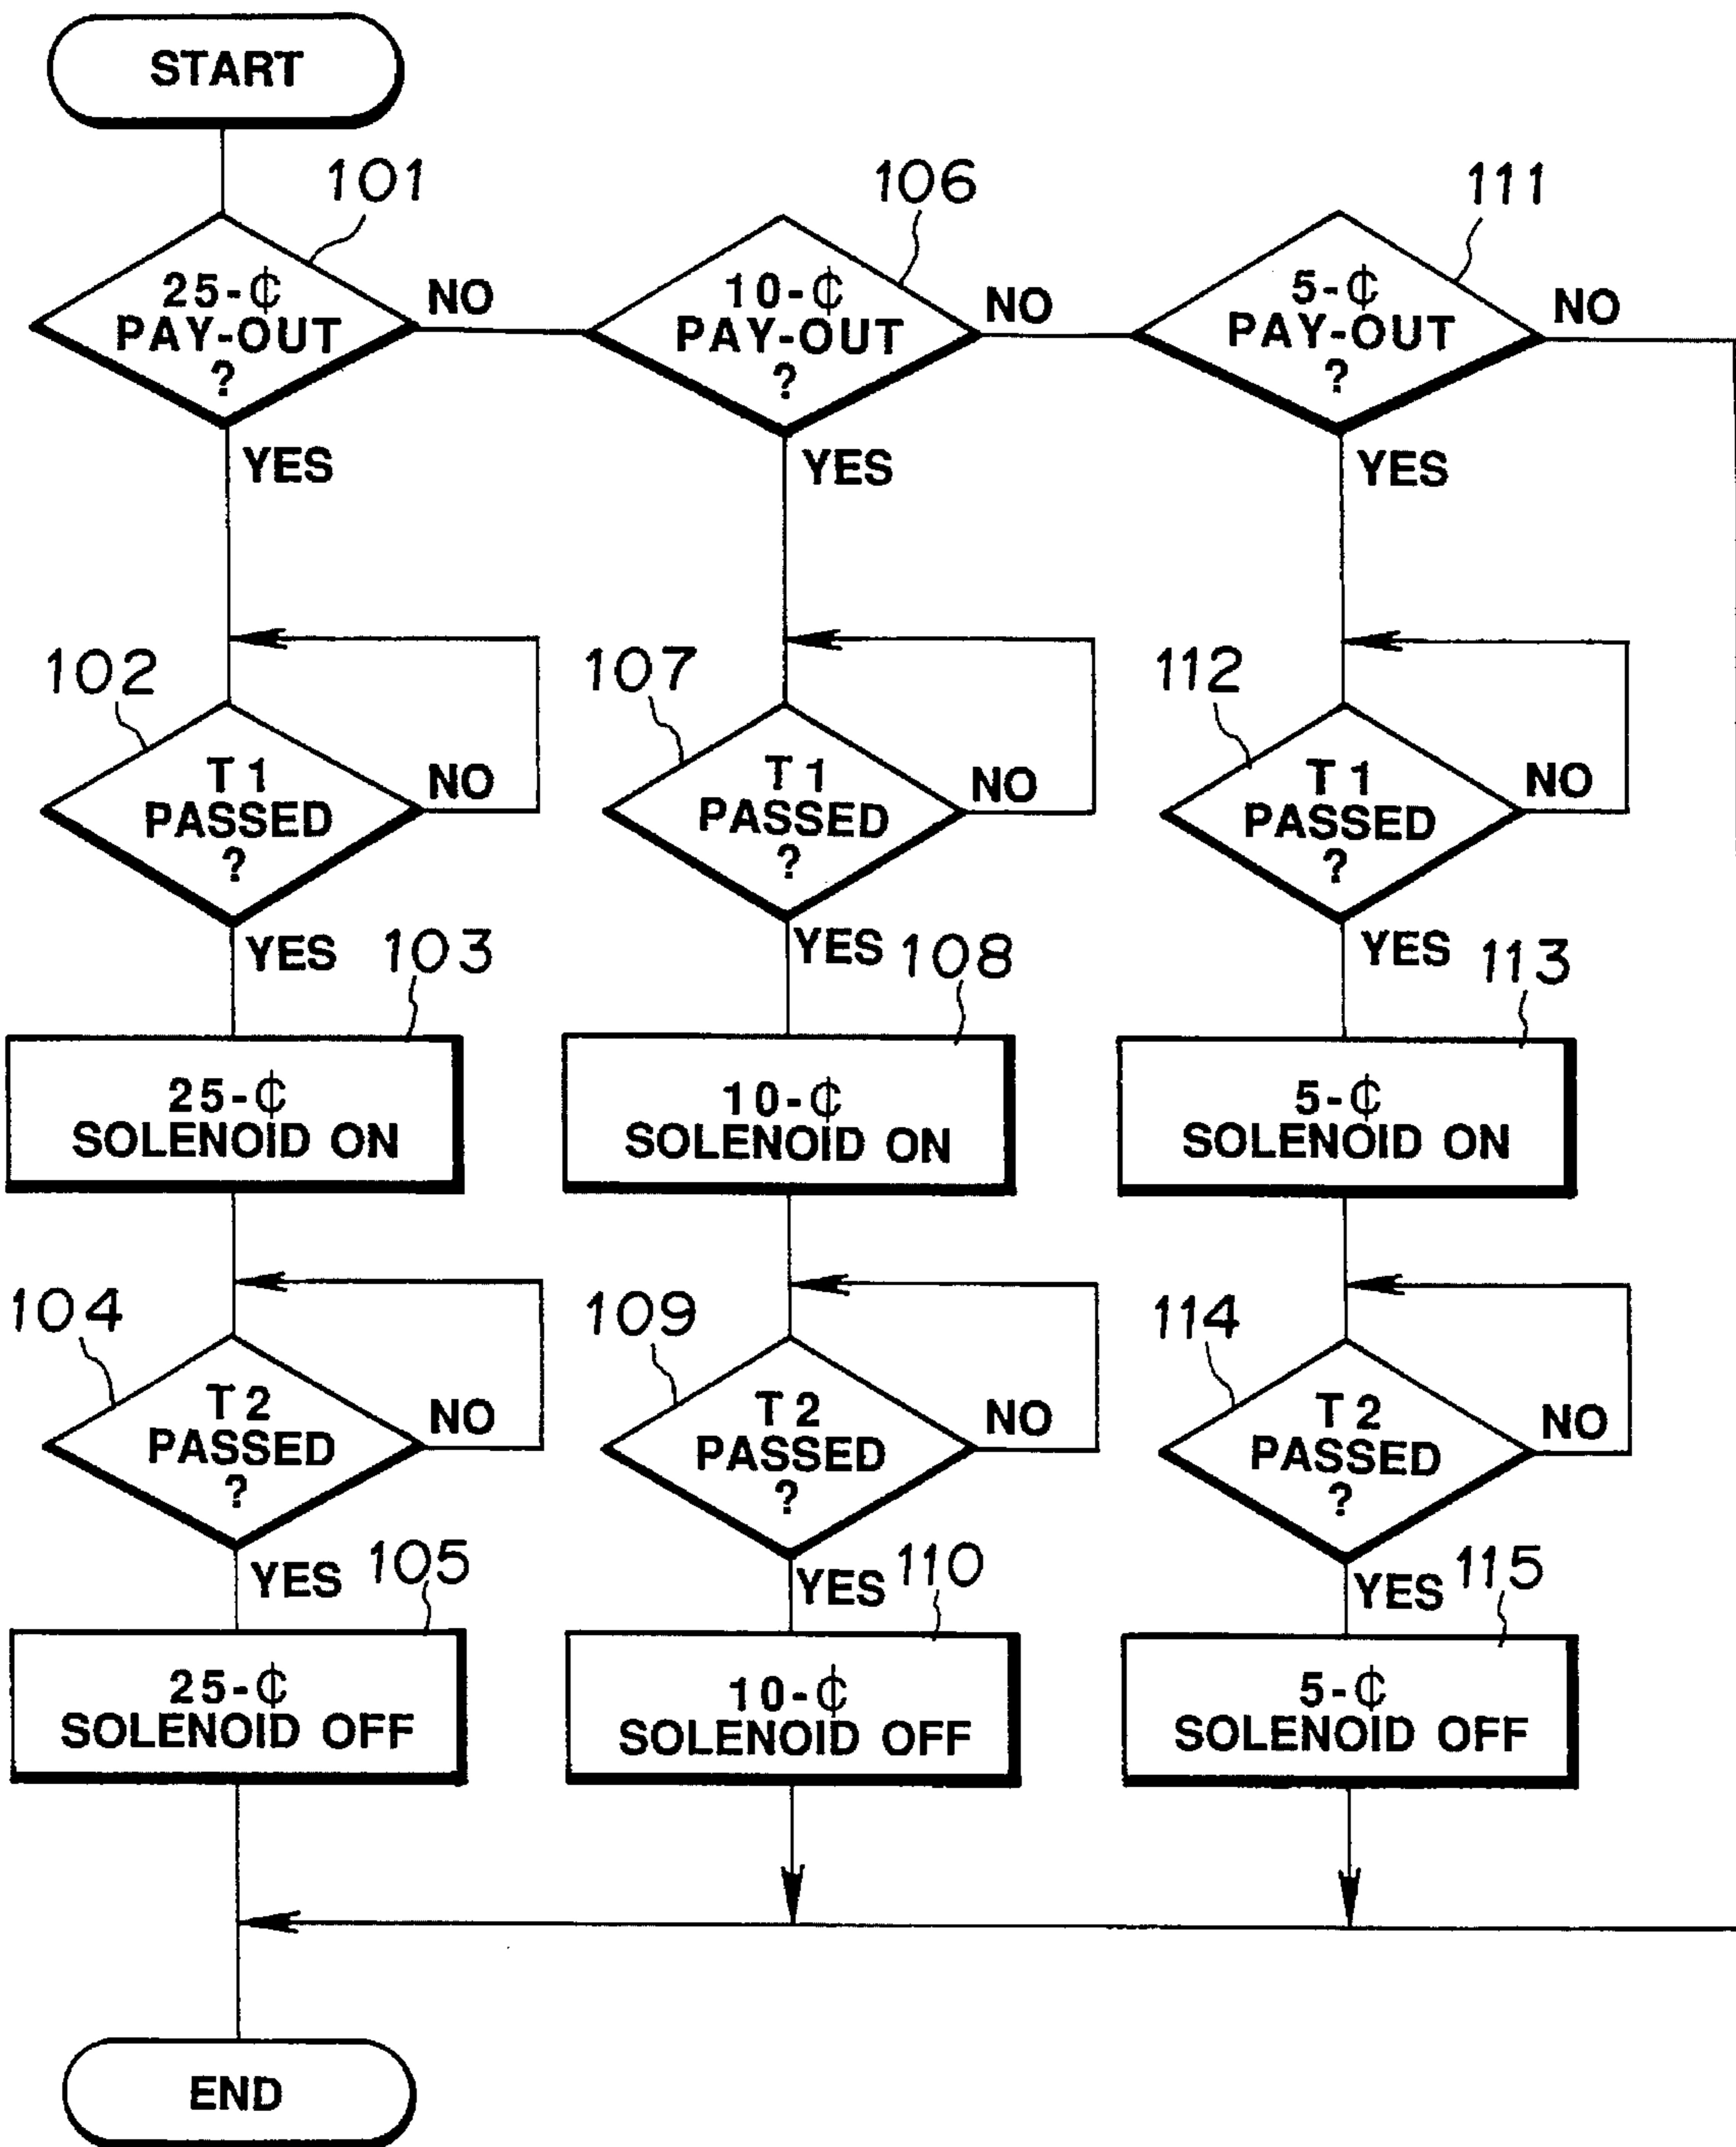 START
101
106
111
25-¢
PAY-OUT
?
NO
10-¢
PAY-OUT
?
NO
5-¢
PAY-OUT
?
NO
YES
YES
YES
102
107
112
T1
PASSED
?
NO
T1
PASSED
?
NO
T1
PASSED
?
NO
YES
103
YES
108
YES
113
25-¢
SOLENOID ON
10-¢
SOLENOID ON
5-¢
SOLENOID ON
104
109
114
T2
PASSED
?
NO
T2
PASSED
?
NO
T2
PASSED
?
NO
YES
105
YES
110
YES
115
25-¢
SOLENOID OFF
10-¢
SOLENOID OFF
5-¢
SOLENOID OFF
END